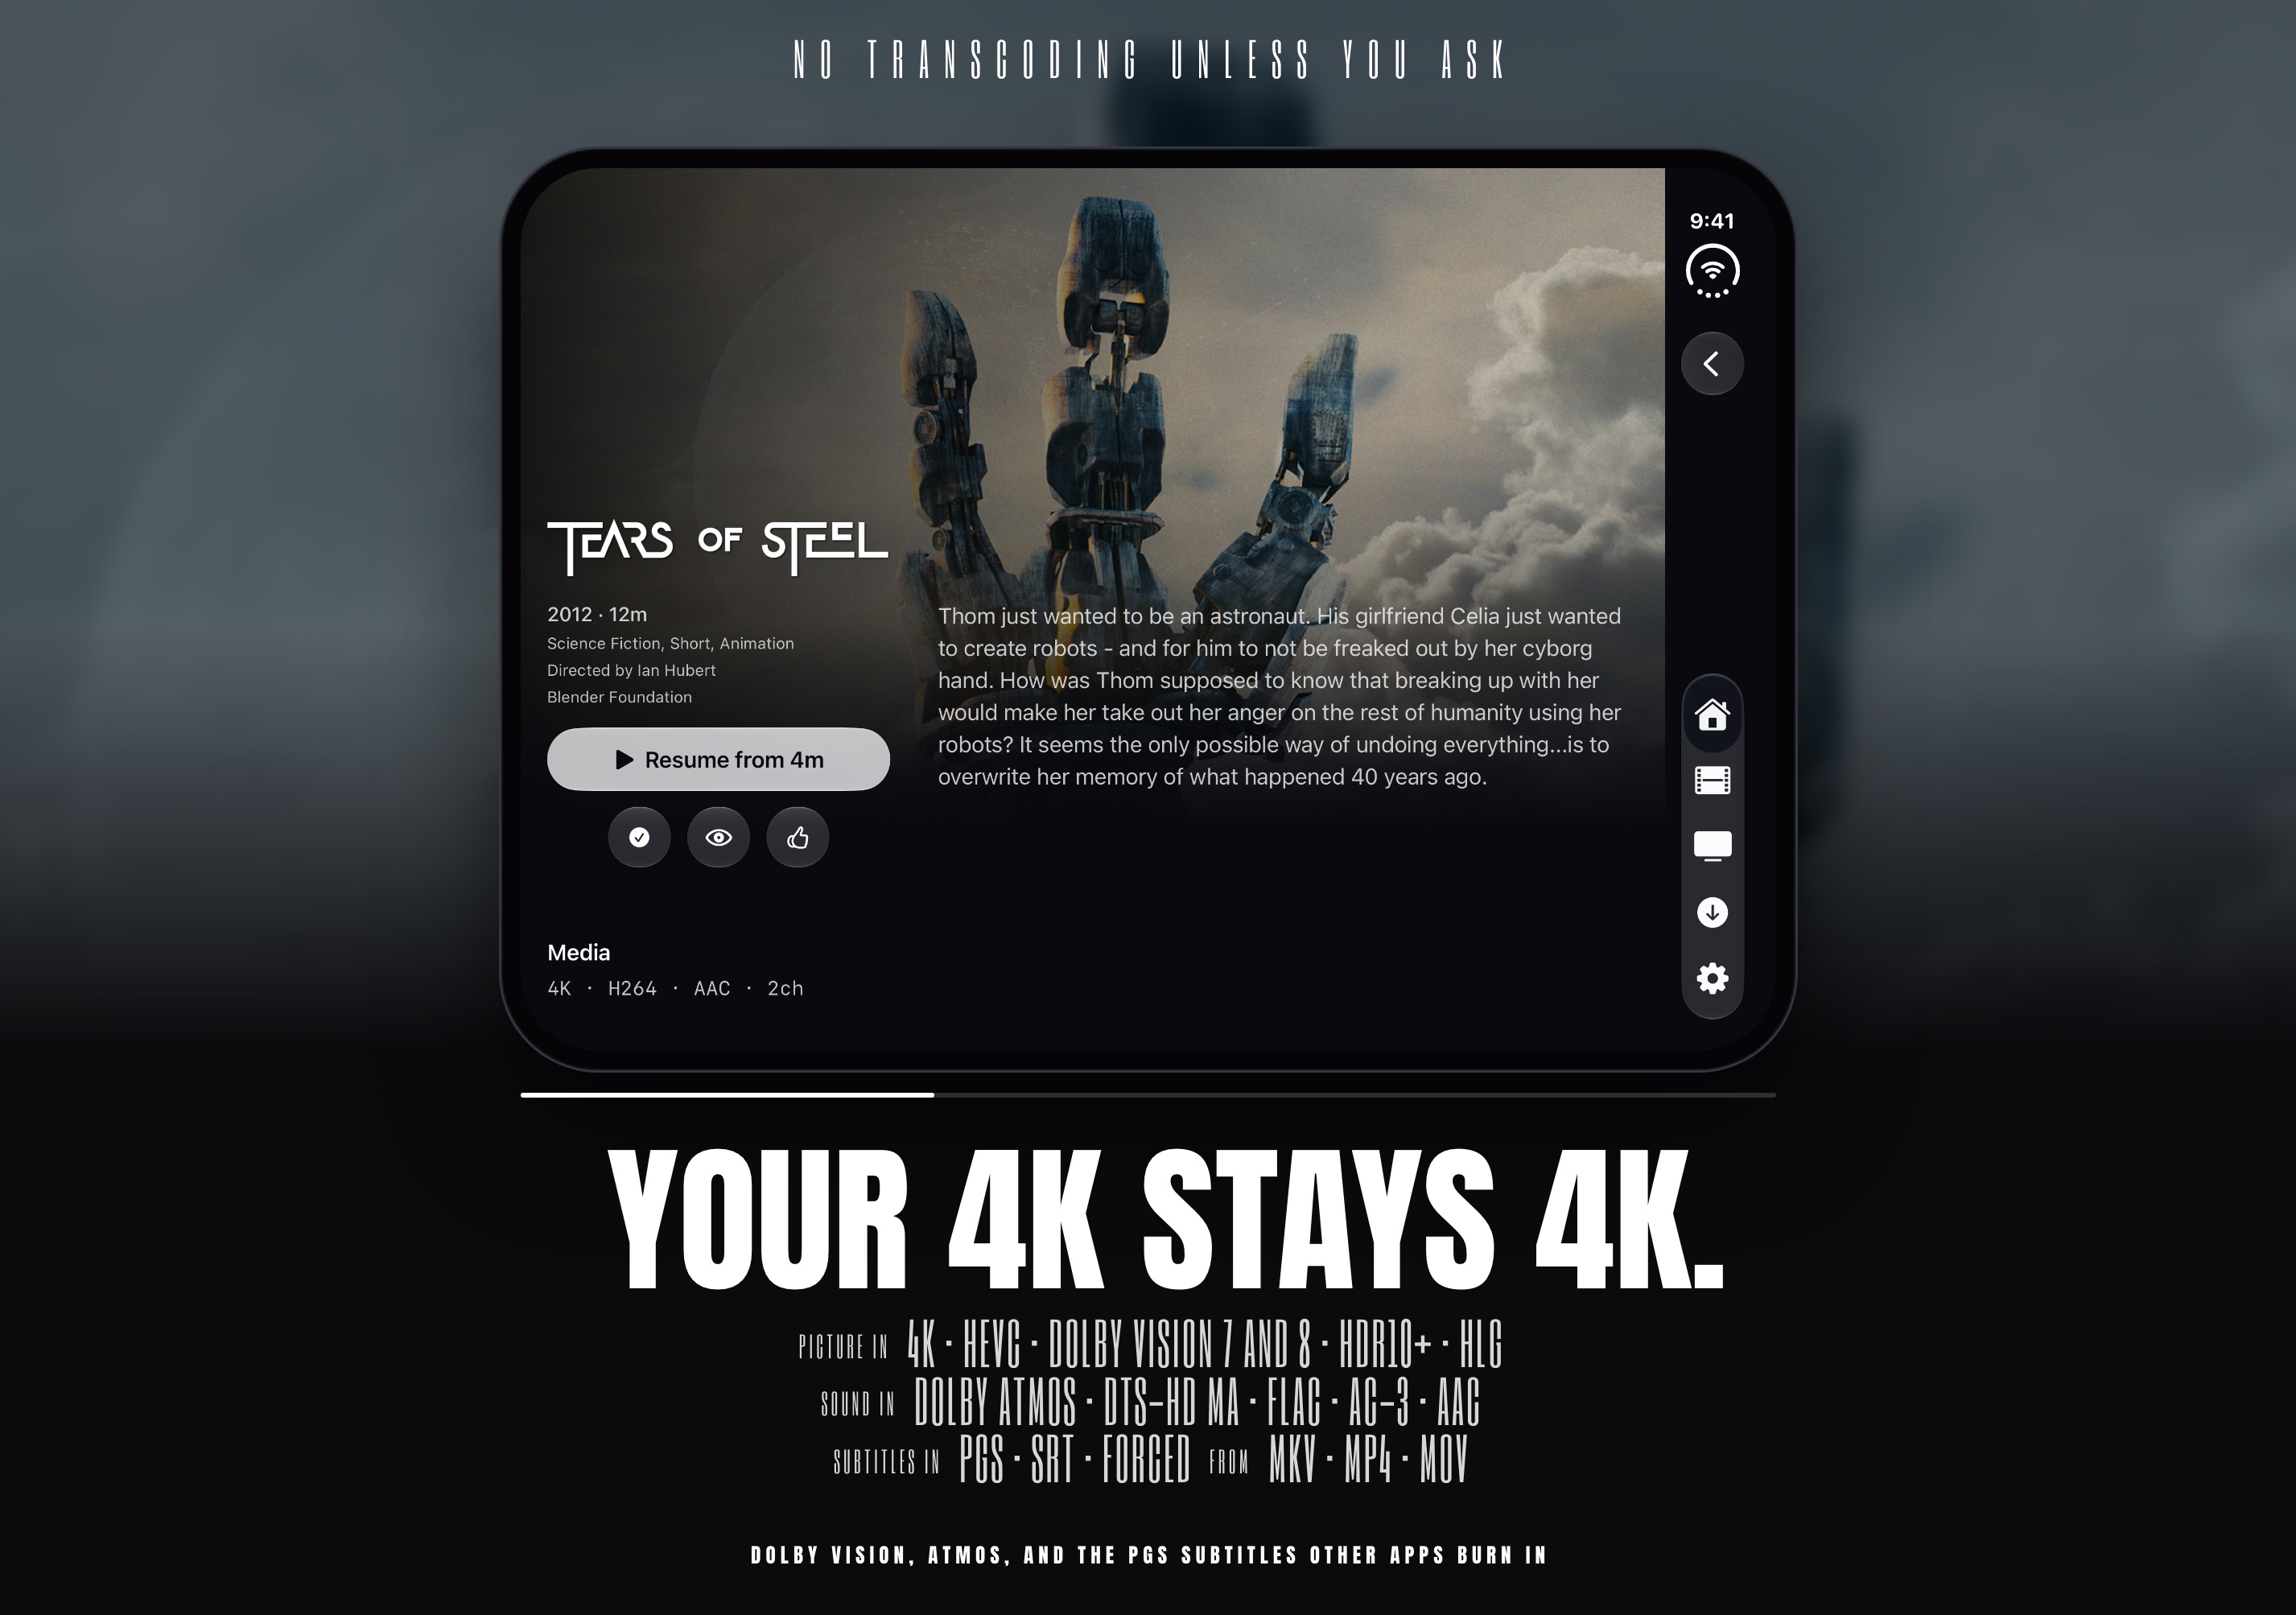 NO TRANSCODING UNLESS YOU ASK
9:41
TEARS OF STEEL
2012 · 12m
Science Fiction, Short, Animation
Directed by Ian Hubert
Blender Foundation
Resume from 4m
Thom just wanted to be an astronaut. His girlfriend Celia just wanted
to create robots - and for him to not be freaked out by her cyborg
hand. How was Thom supposed to know that breaking up with her
would make her take out her anger on the rest of humanity using her
robots? It seems the only possible way of undoing everything...is to
overwrite her memory of what happened 40 years ago.
Media
4K · H264 · AAC · 2ch
YOUR 4K STAYS 4K.
PICTURE IN 4K · HEVC · DOLBY VISION 7 AND 8 · HDR10+ · HLG
SOUND IN DOLBY ATMOS · DTS-HD MA · FLAC · AC-3 · AAC
SUBTITLES IN PGS · SRT · FORCED FROM MKV · MP4 · MOV
DOLBY VISION, ATMOS, AND THE PGS SUBTITLES OTHER APPS BURN IN